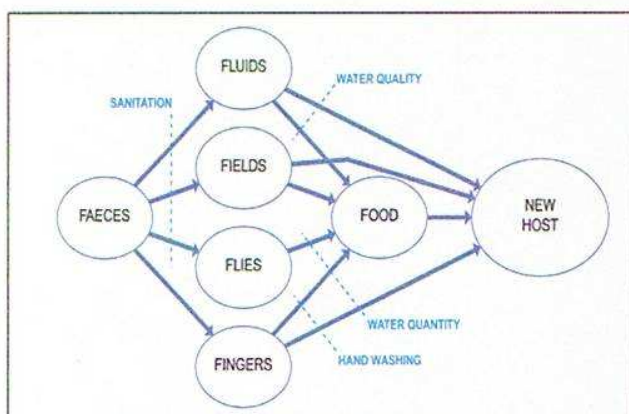 FLUIDS
WATER QUALITY
SANITATION
FIELDS
FAECES
FOOD
NEW
HOST
FLIES
WATER QUANTITY
HAND WASHING
FINGERS